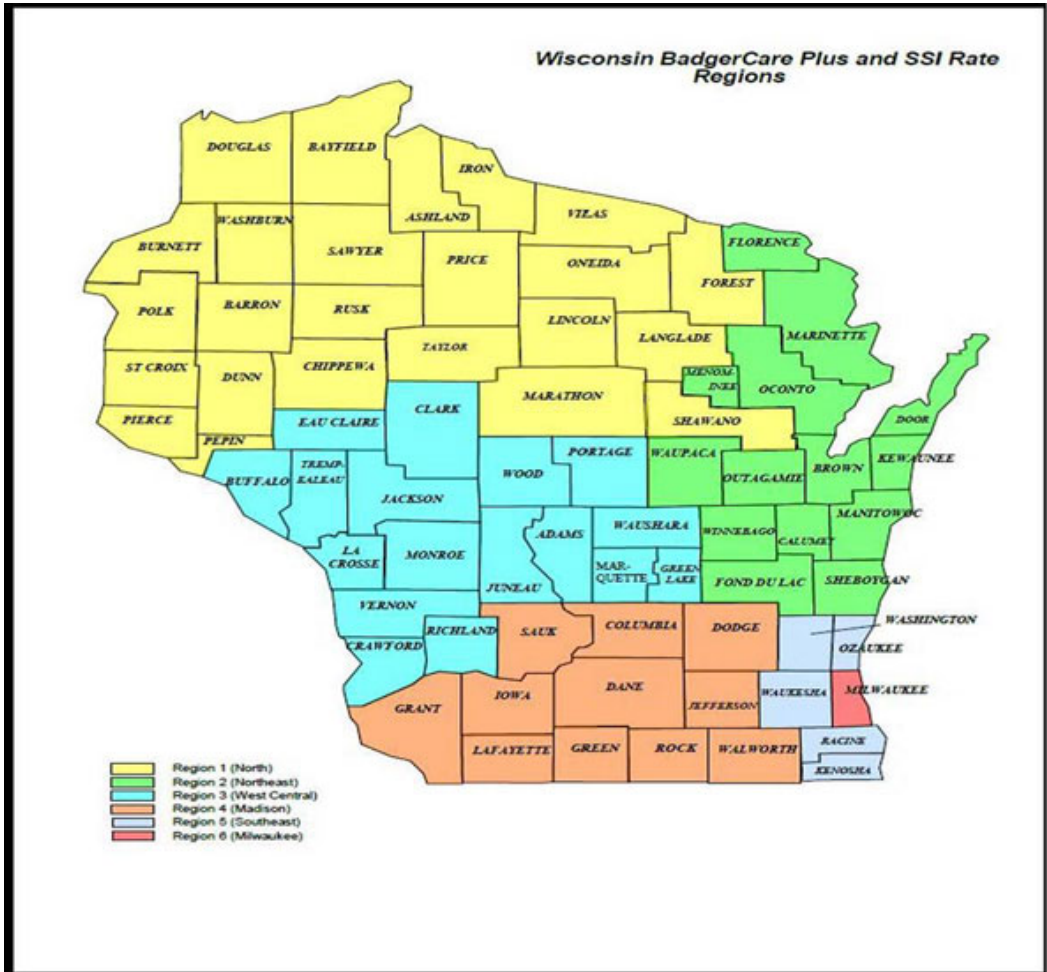 Wisconsin BadgerCare Plus and SSI Rate
Regions
DOUGLAS
BAYFIELD
IRON
ASHLAND
WASHBURN
VILAS
BURNETT
SAWYER
PRICE
ONEIDA
FLORENCE
FOREST
POLK
BARRON
RUSK
LINCOLN
MARINETTE
LANGLADE
TAYLOR
ST CROIX
DUNN
CHIPPEWA
MENOM-
INEE
OCONTO
MARATHON
CLARK
PIERCE
EAU CLAIRE
SHAWANO
DOOR
PEPIN
WAUPACA
PORTAGE
KEWAUNEE
BROWN
OUTAGAMIE
TREMP-
EALEAU
BUFFALO
WOOD
JACKSON
MANITOWOC
WAUSHARA
ADAMS
WINNEBAGO
CALUMET
LA
CROSSE
MONROE
MAR-
QUETTE
GREEN
LAKE
JUNEAU
FOND DU LAC
SHEBOYGAN
VERNON
WASHINGTON
RICHLAND
SAUK
COLUMBIA
DODGE
CRAWFORD
OZAUKEE
DANE
IOWA
WAUKESHA
MILWAUKEE
GRANT
JEFFERSON
LAFAYETTE
GREEN
ROCK
WALWORTH
RACINE
KENOSHA
Region 1 (North)
Region 2 (Northeast)
Region 3 (West Central)
Region 4 (Madison)
Region 5 (Southeast)
Region 6 (Milwaukee)